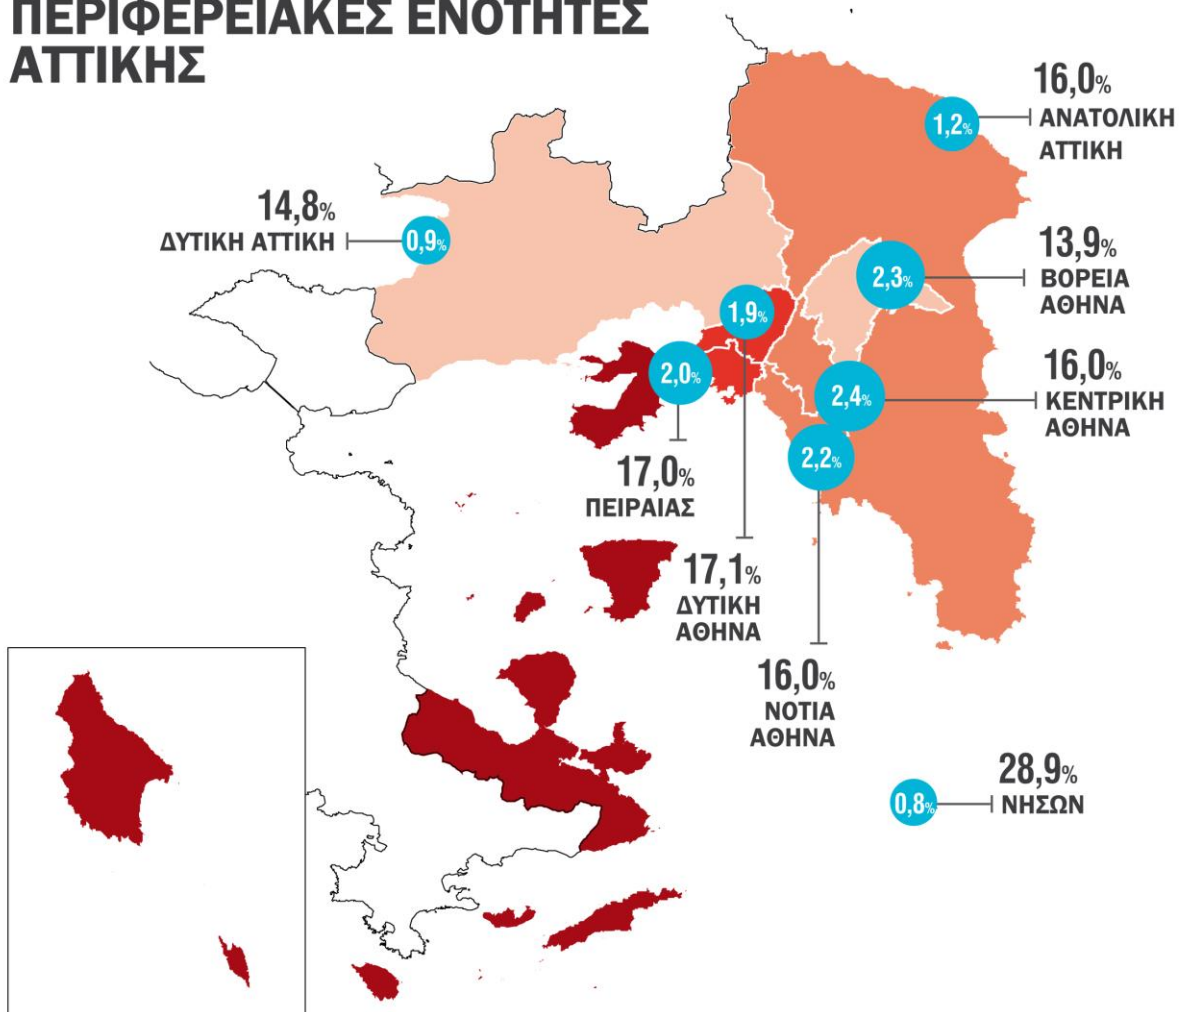 ΠΕΡΙΦΕΡΕΙΑΚΕΣ ΕΝΟΤΗΤΕΣ
ΑΤΤΙΚΗΣ
16,0%
1,2%
ΑΝΑΤΟΛΙΚΗ
ΑΤΤΙΚΗ
14,8%
ΔΥΤΙΚΗ ΑΤΤΙΚΗ
0,9%
13,9%
2,3%
ΒΟΡΕΙΑ
ΑΘΗΝΑ
1,9%
2,0%
16,0%
2,4%
ΚΕΝΤΡΙΚΗ
ΑΘΗΝΑ
2,2%
17,0%
ΠΕΙΡΑΙΑΣ
17,1%
ΔΥΤΙΚΗ
ΑΘΗΝΑ
16,0%
ΝΟΤΙΑ
ΑΘΗΝΑ
28,9%
0,8%
ΝΗΣΩΝ